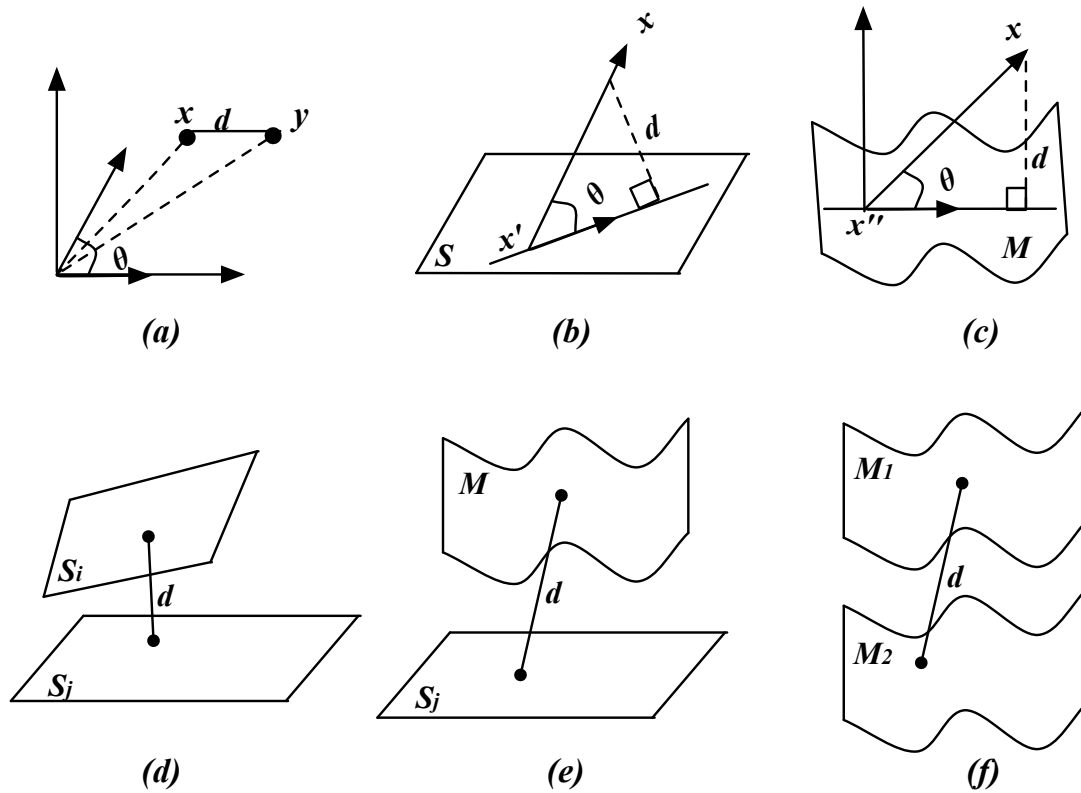 x d y
θ
(a)
x
d
θ
x'
S
(b)
x
d
θ
x''
M
(c)
Si
d
Sj
(d)
M
d
Sj
(e)
M1
d
M2
(f)